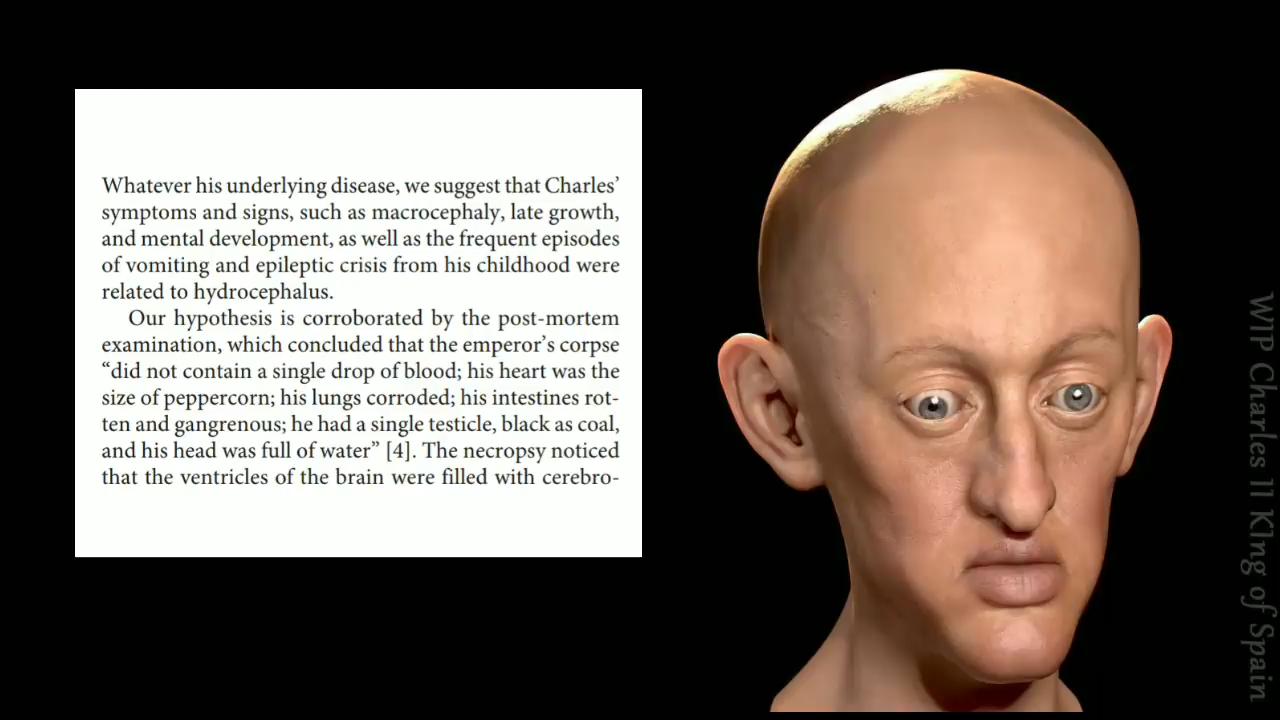 Whatever his underlying disease, we suggest that Charles’
symptoms and signs, such as macrocephaly, late growth,
and mental development, as well as the frequent episodes
of vomiting and epileptic crisis from his childhood were
related to hydrocephalus.
Our hypothesis is corroborated by the post-mortem
examination, which concluded that the emperor’s corpse
“did not contain a single drop of blood; his heart was the
size of peppercorn; his lungs corroded; his intestines rot-
ten and gangrenous; he had a single testicle, black as coal,
and his head was full of water” [4]. The necropsy noticed
that the ventricles of the brain were filled with cerebro-
WIP Charles II KIng of Spain